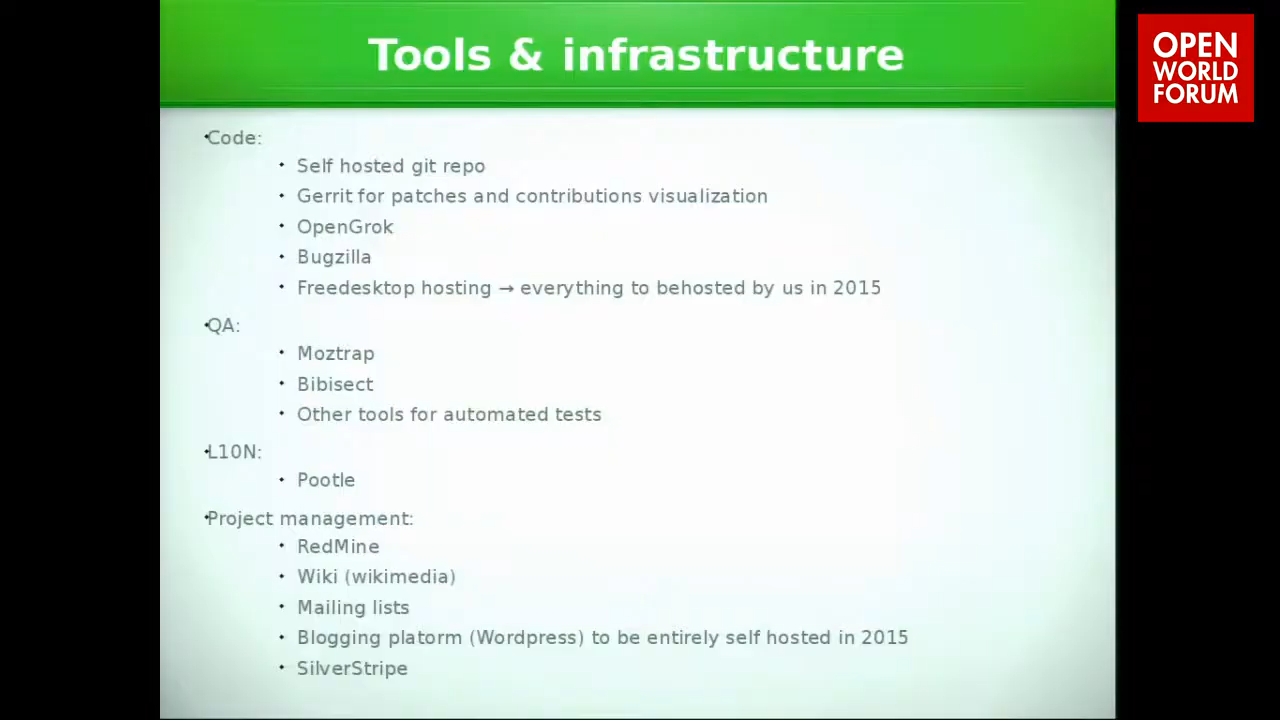 Tools & infrastructure
OPEN
WORLD
FORUM
Code:
Self hosted git repo
Gerrit for patches and contributions visualization
OpenGrok
Bugzilla
Freedesktop hosting → everything to behosted by us in 2015
QA:
Moztrap
Bibisect
Other tools for automated tests
L10N:
Pootle
Project management:
RedMine
Wiki (wikimedia)
Mailing lists
Blogging platorm (Wordpress) to be entirely self hosted in 2015
SilverStripe